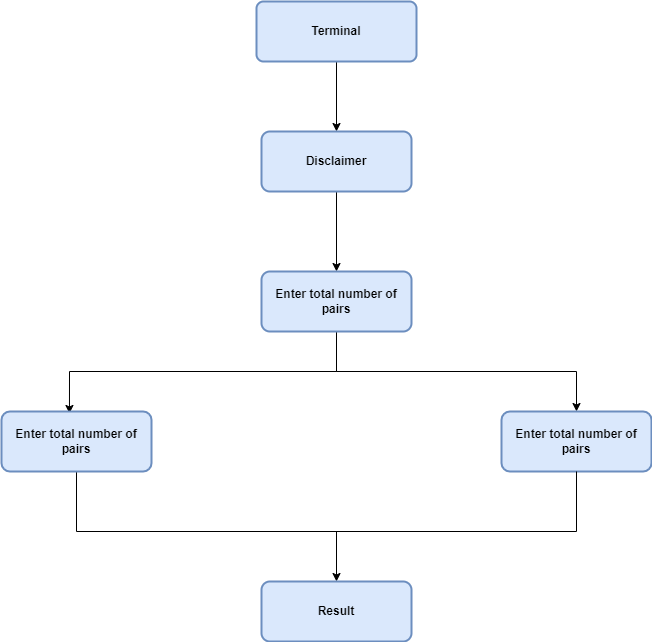 Terminal
Disclaimer
Enter total number of
pairs
Enter total number of
pairs
Enter total number of
pairs
Result